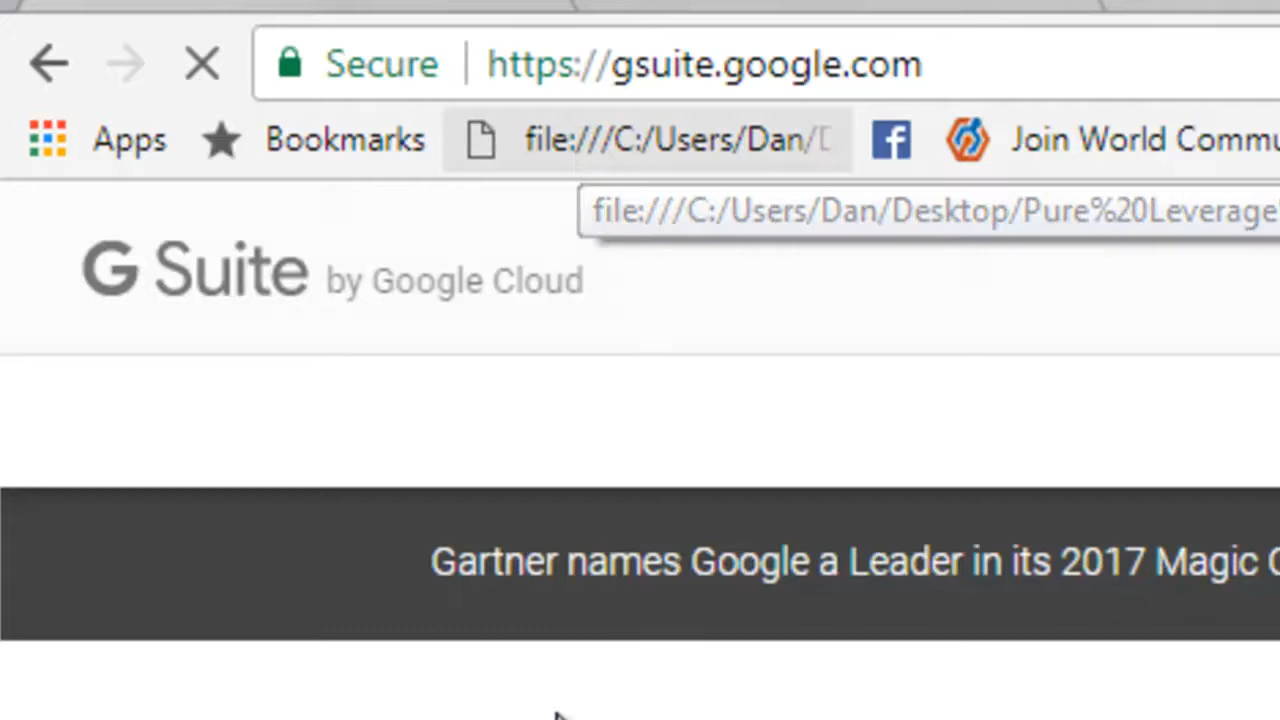 Secure https://gsuite.google.com
Apps Bookmarks file:///C:/Users/Dan/ Join World Commu
file:///C:/Users/Dan/Desktop/Pure%20Leverage
G Suite by Google Cloud
Gartner names Google a Leader in its 2017 Magic